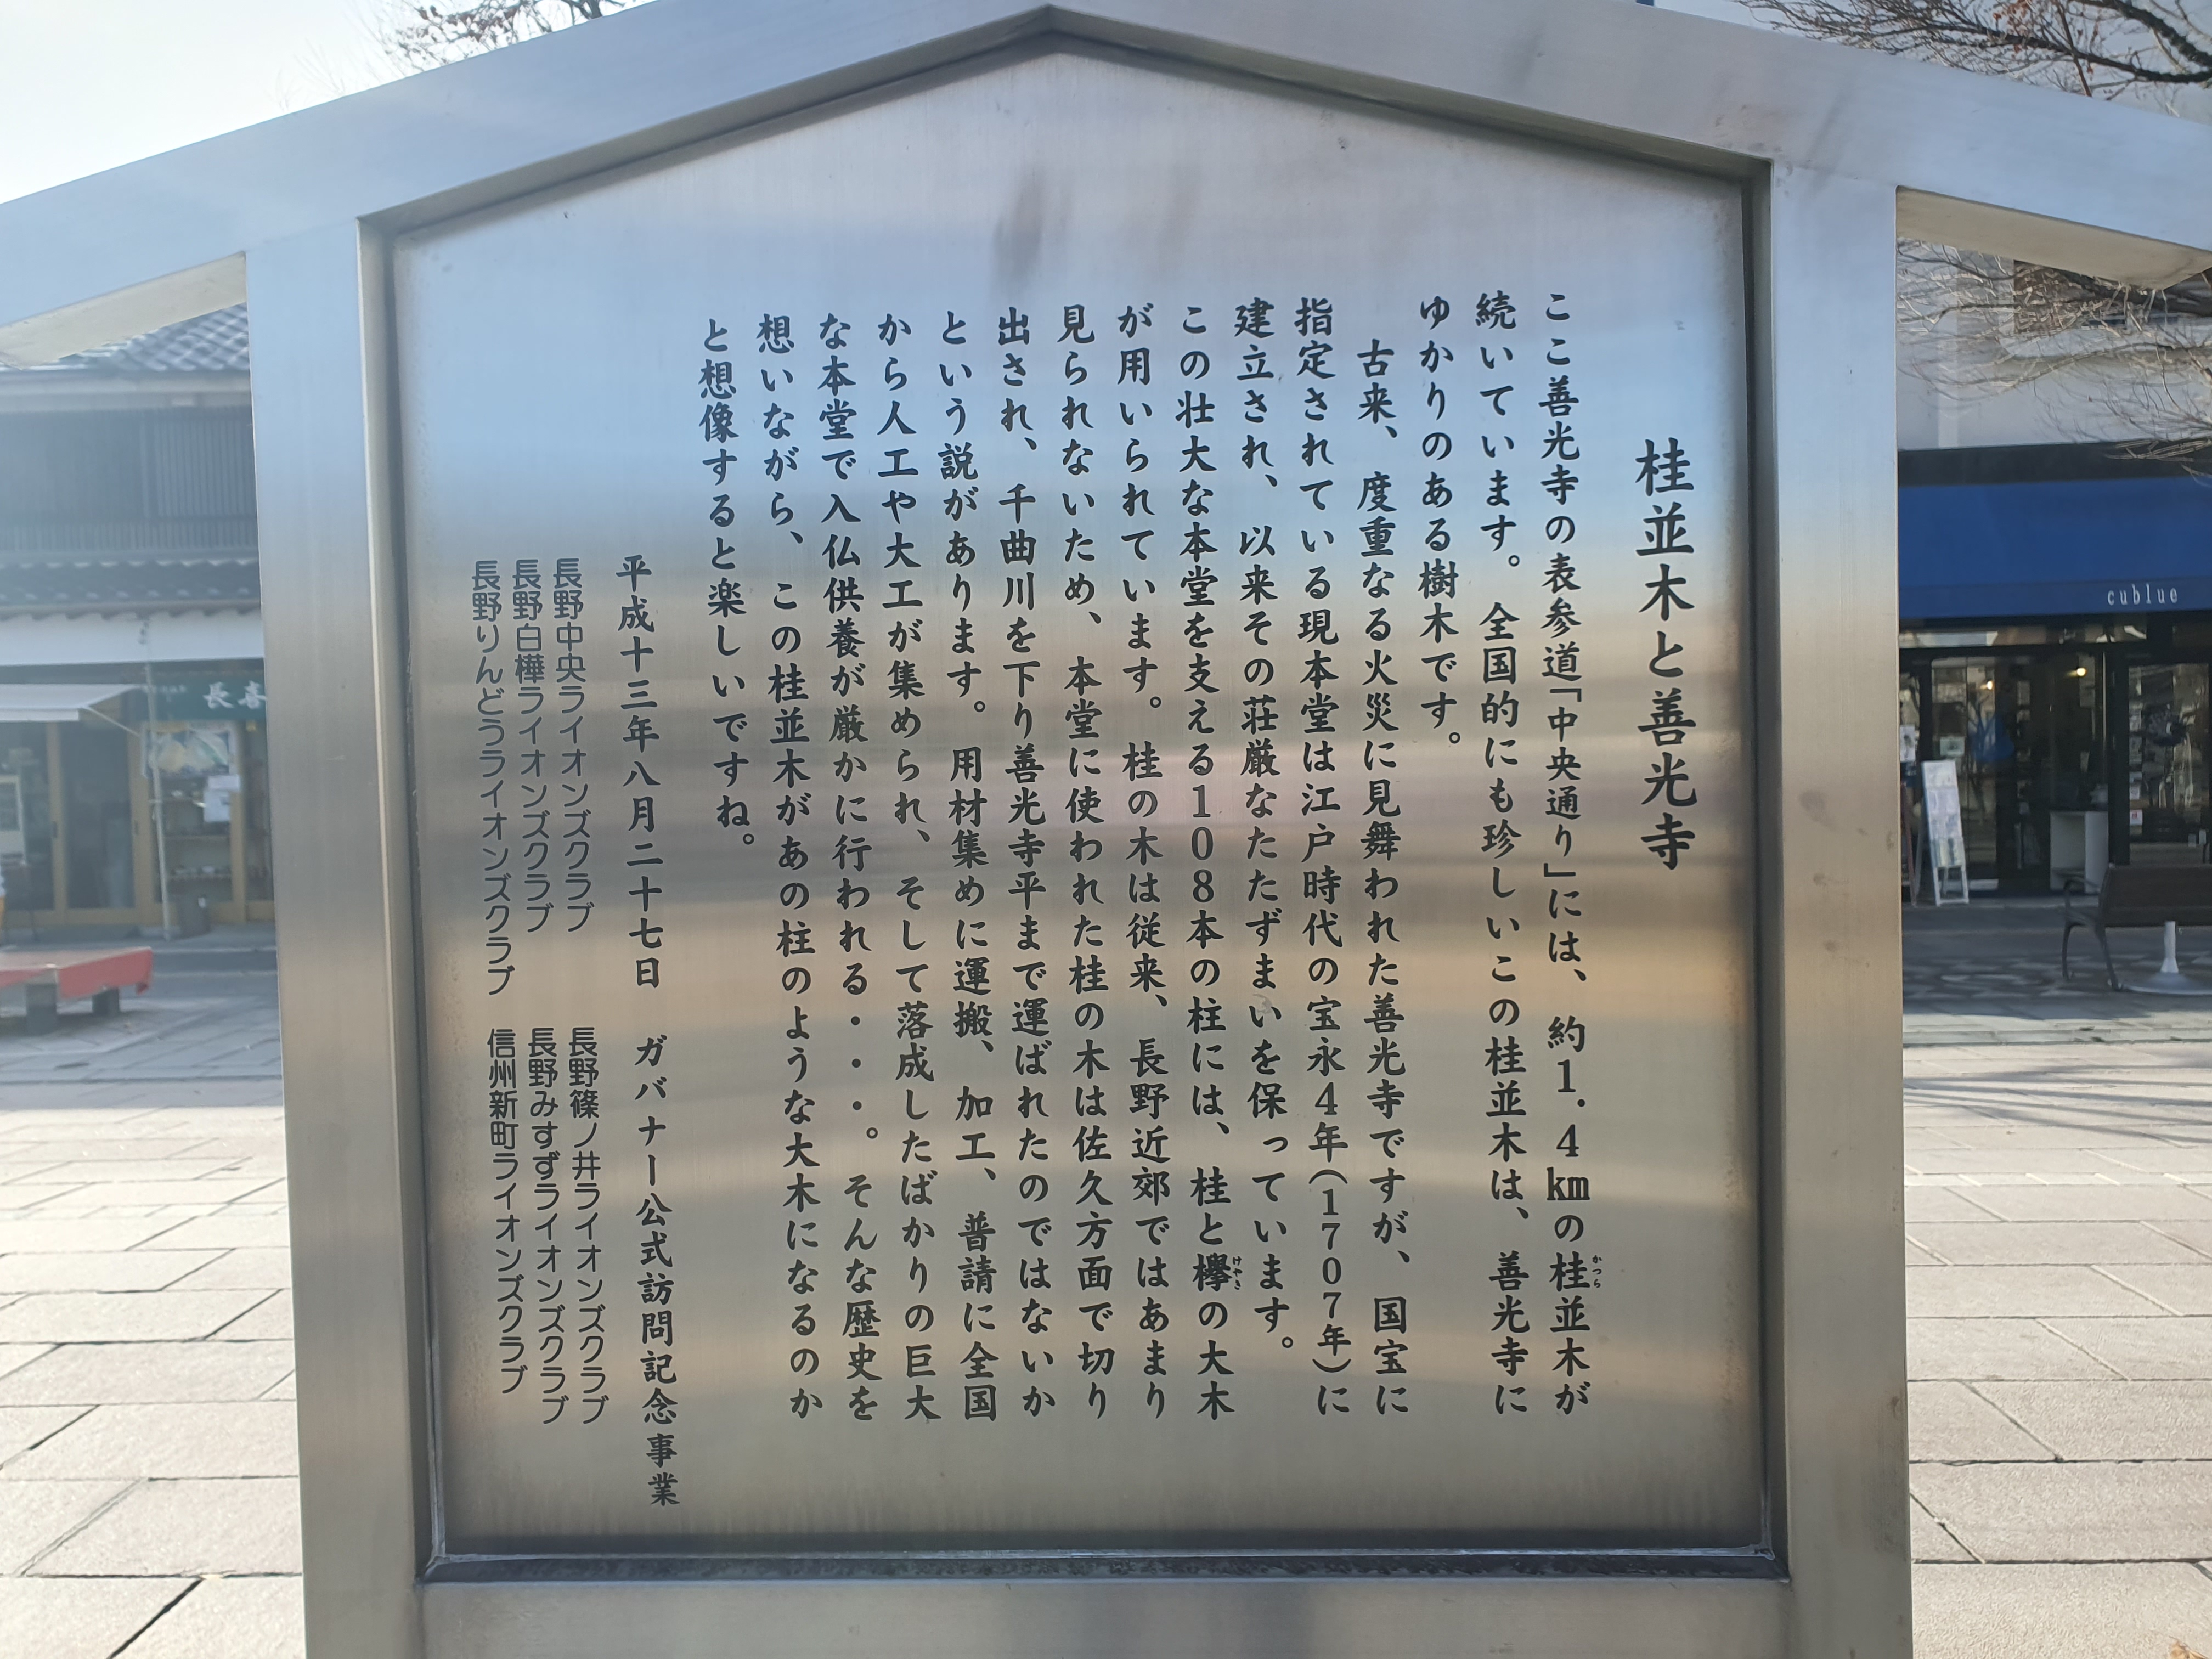 桂並木と善光寺
ここ善光寺の表参道「中央通り」には、約1.4㎞の桂並木が
かつら
続いています。全国的にも珍しいこの桂並木は、善光寺に
ゆかりのある樹木です。
古来、度重なる火災に見舞われた善光寺ですが、国宝に
指定されている現本堂は江戸時代の宝永4年(1707年)に
建立され、以来その荘厳なたたずまいを保っています。
この壮大な本堂を支える108本の柱には、桂と欅の大木
けやき
が用いられています。桂の木は従来、長野近郊ではあまり
見られないため、本堂に使われた桂の木は佐久方面で切り
出され、千曲川を下り善光寺平まで運ばれたのではないか
という説があります。用材集めに運搬、加工、普請に全国
から人工や大工が集められ、そして落成したばかりの巨大
な本堂で入仏供養が厳かに行われる・・・。そんな歴史を
想いながら、この桂並木があの柱のような大木になるのか
と想像すると楽しいですね。
平成十三年八月二十七日 ガバナー公式訪問記念事業
長野中央ライオンズクラブ 長野篠ノ井ライオンズクラブ
長野白樺ライオンズクラブ 長野みすずライオンズクラブ
長野りんどうライオンズクラブ 信州新町ライオンズクラブ
cublue
長喜